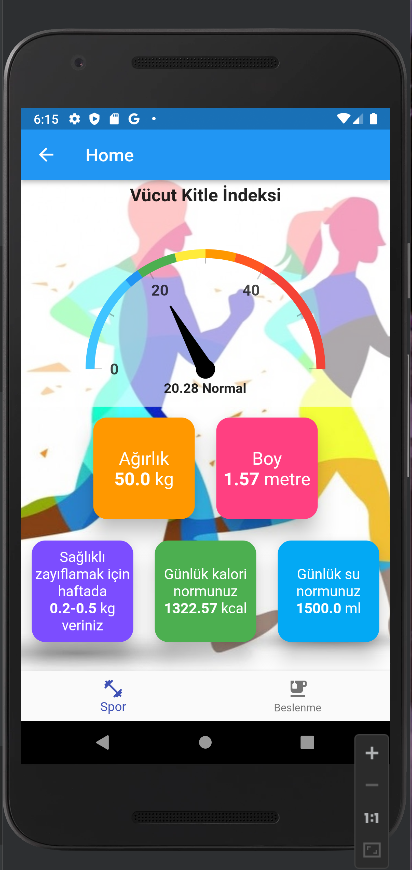 6:15
Home
Vücut Kitle İndeksi
20
40
0
20.28 Normal
Ağırlık
50.0 kg
Boy
1.57 metre
Sağlıklı
zayıflamak için
haftada
0.2-0.5 kg
veriniz
Günlük kalori
normunuz
1322.57 kcal
Günlük su
normunuz
1500.0 ml
Spor
Beslenme
1:1